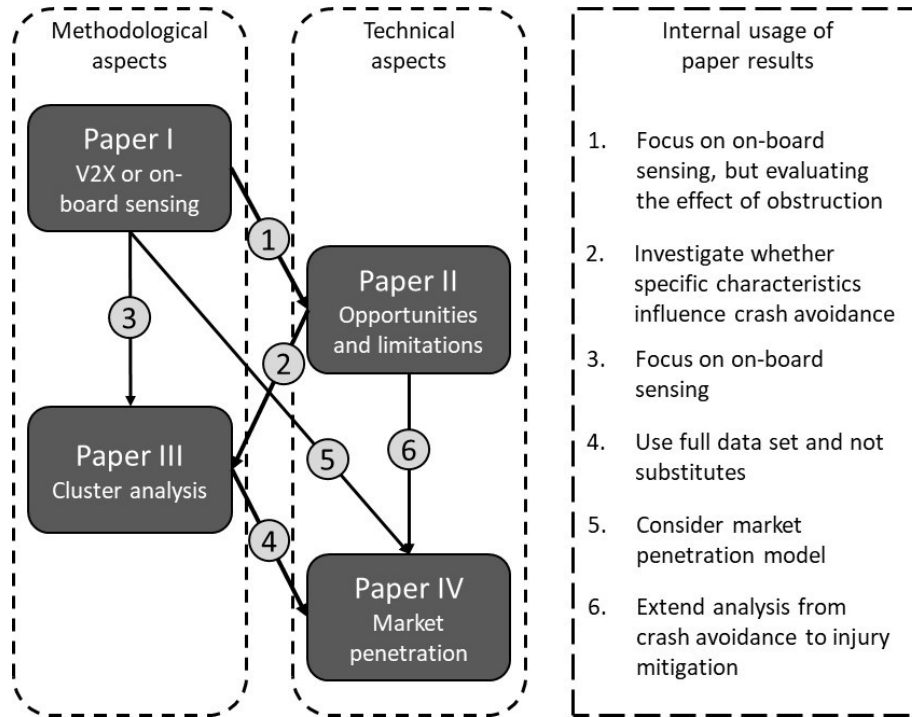 Methodological
aspects
Technical
aspects
Internal usage of
paper results
Paper I
V2X or on-
board sensing
1
3
Paper II
Opportunities
and limitations
2
Paper III
Cluster analysis
5
6
4
Paper IV
Market
penetration
1. Focus on on-board
sensing, but evaluating
the effect of obstruction
2. Investigate whether
specific characteristics
influence crash avoidance
3. Focus on on-board
sensing
4. Use full data set and not
substitutes
5. Consider market
penetration model
6. Extend analysis from
crash avoidance to injury
mitigation